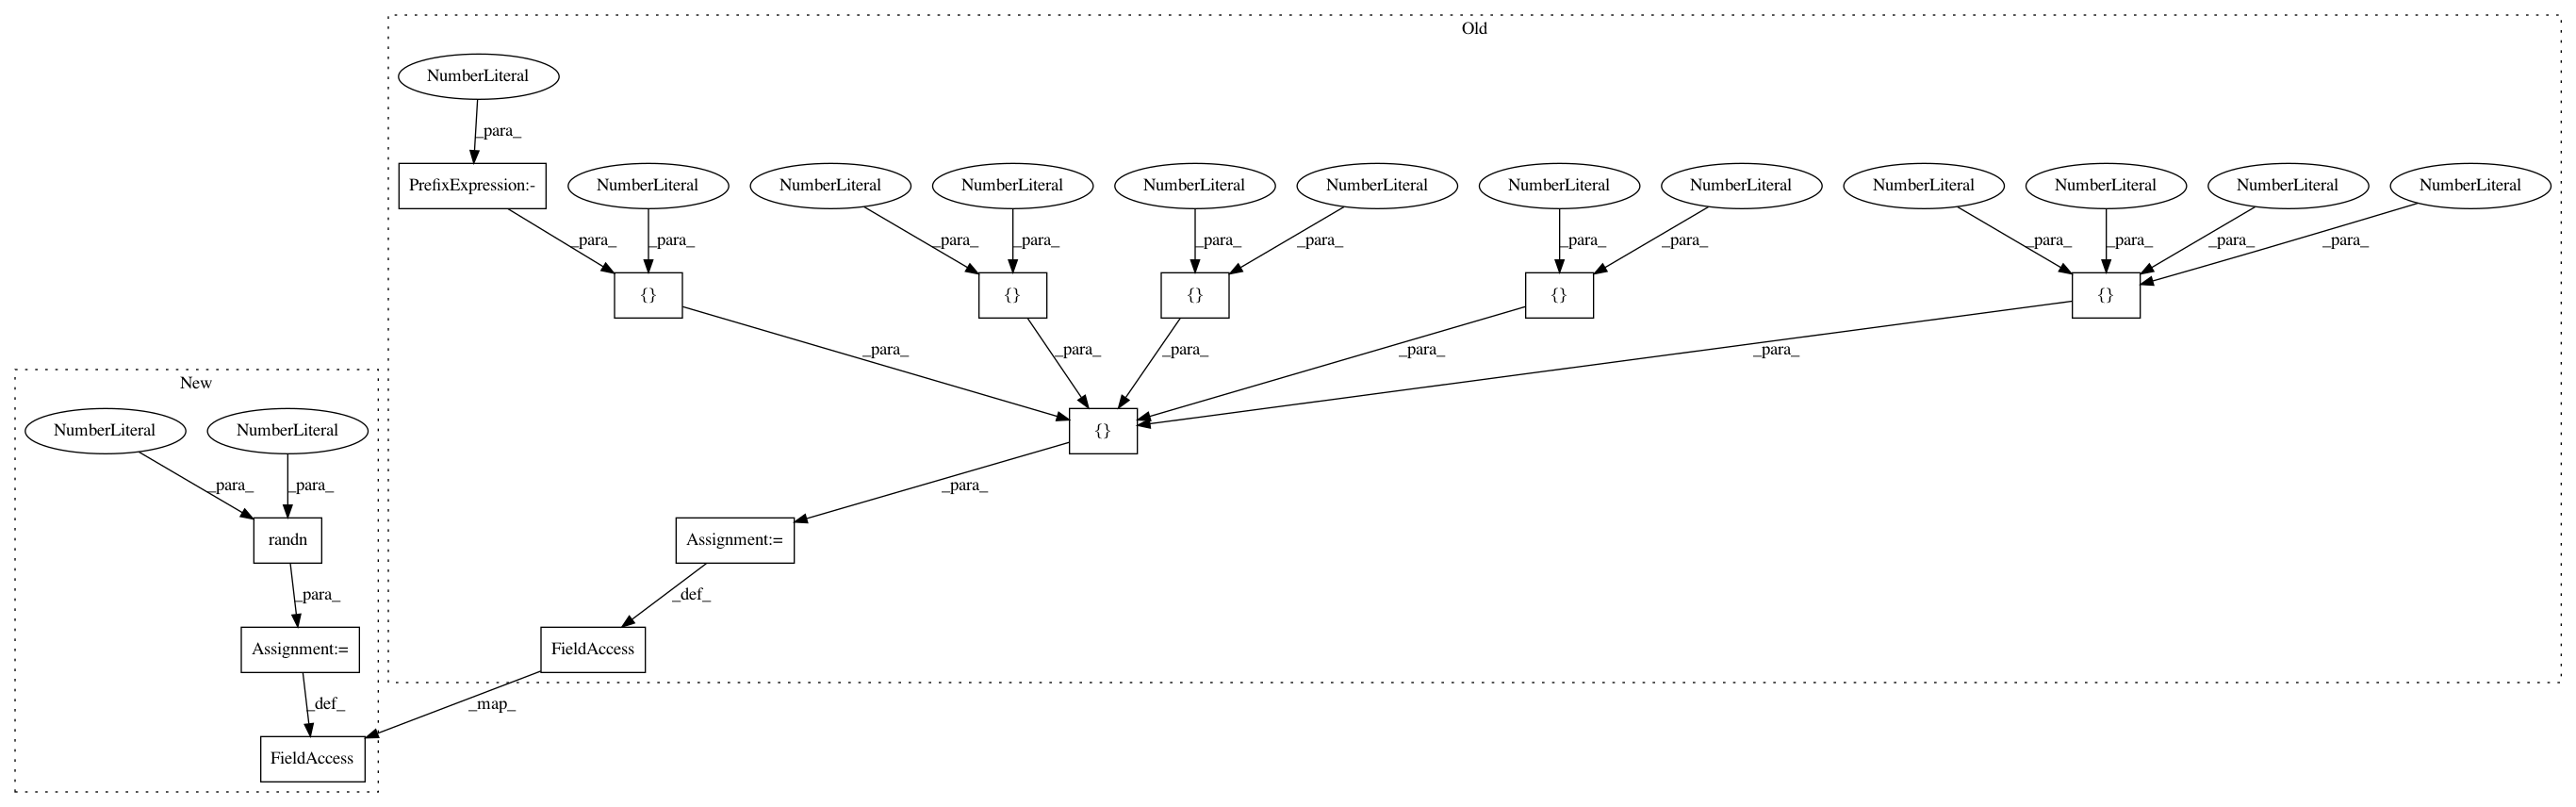 Old
NumberLiteral
_para_
PrefixExpression:-
NumberLiteral
NumberLiteral
NumberLiteral
NumberLiteral
NumberLiteral
NumberLiteral
NumberLiteral
NumberLiteral
NumberLiteral
NumberLiteral
NumberLiteral
_para_
_para_
_para_
_para_
_para_
_para_
_para_
_para_
_para_
_para_
_para_
_para_
{}
{}
{}
{}
{}
_para_
_para_
_para_
_para_
_para_
New
NumberLiteral
NumberLiteral
{}
_para_
_para_
_para_
randn
Assignment:=
_para_
_def_
Assignment:=
FieldAccess
_def_
_map_
FieldAccess